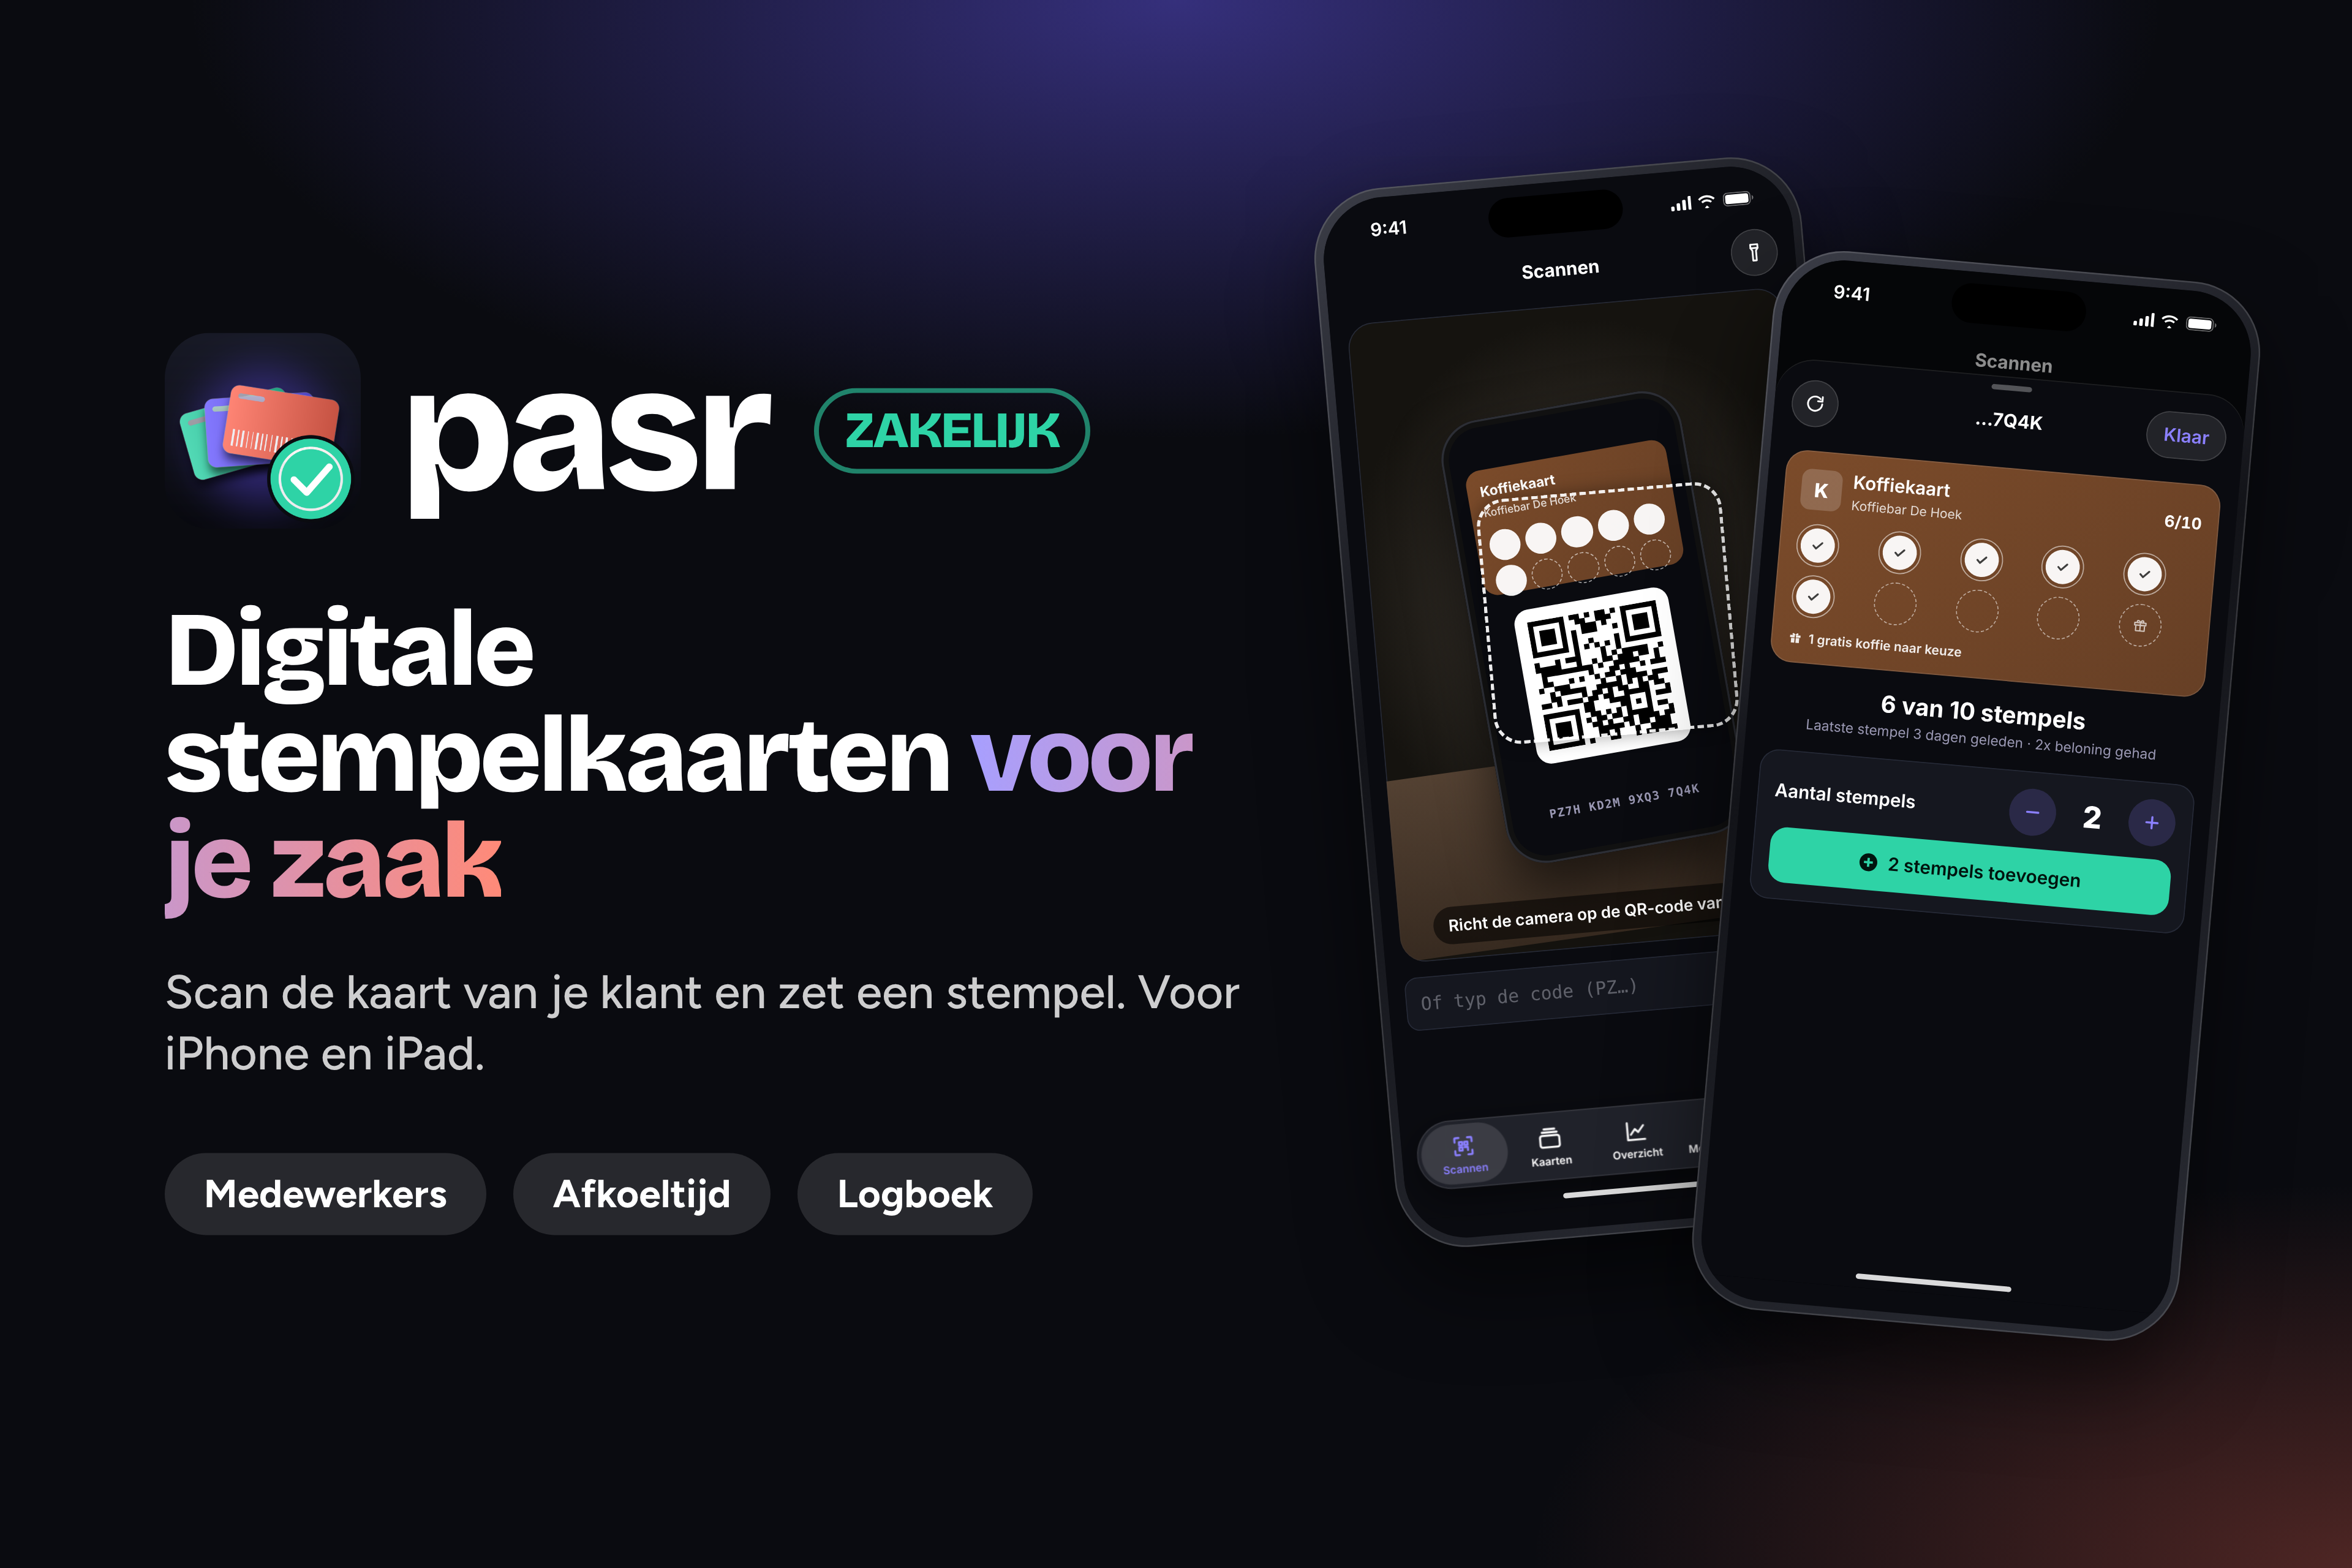 pasr
ZAKELIJK
Digitale
stempelkaarten voor
je zaak
Scan de kaart van je klant en zet een stempel. Voor
iPhone en iPad.
Medewerkers
Afkoeltijd
Logboek
9:41
Scannen
Koffiekaart
Koffiebar De Hoek
PZ7H KD2M 9XQ3 7Q4K
Richt de camera op de QR-code
Of typ de code (PZ…)
Scannen
Kaarten
Overzicht
9:41
Scannen
...7Q4K
Klaar
K
Koffiekaart
Koffiebar De Hoek
6/10
1 gratis koffie naar keuze
6 van 10 stempels
Laatste stempel 3 dagen geleden · 2x beloning gehad
Aantal stempels
2
2 stempels toevoegen